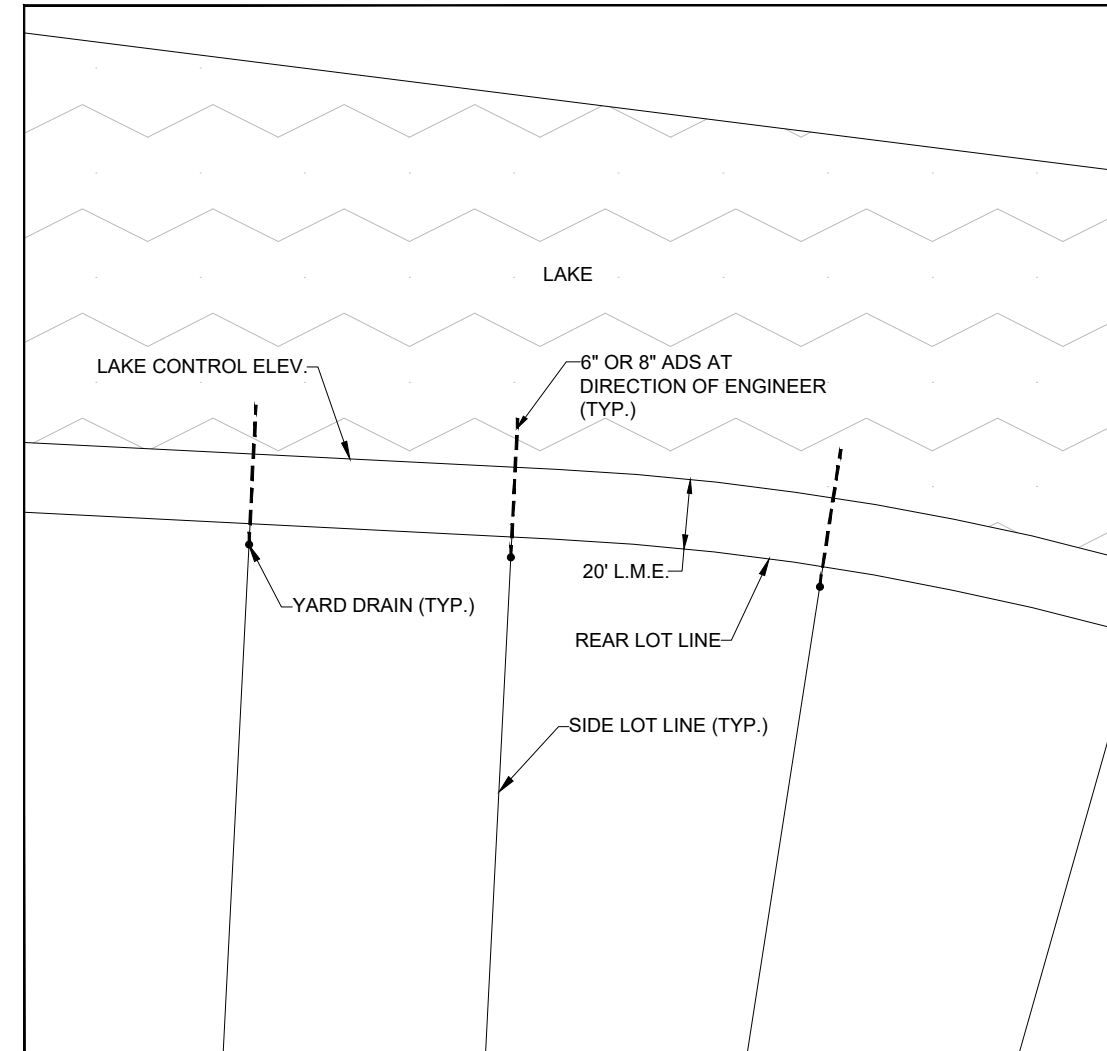 LAKE
LAKE CONTROL ELEV.
6" OR 8" ADS AT
DIRECTION OF ENGINEER
(TYP.)
20' L.M.E.
YARD DRAIN (TYP.)
REAR LOT LINE
SIDE LOT LINE (TYP.)